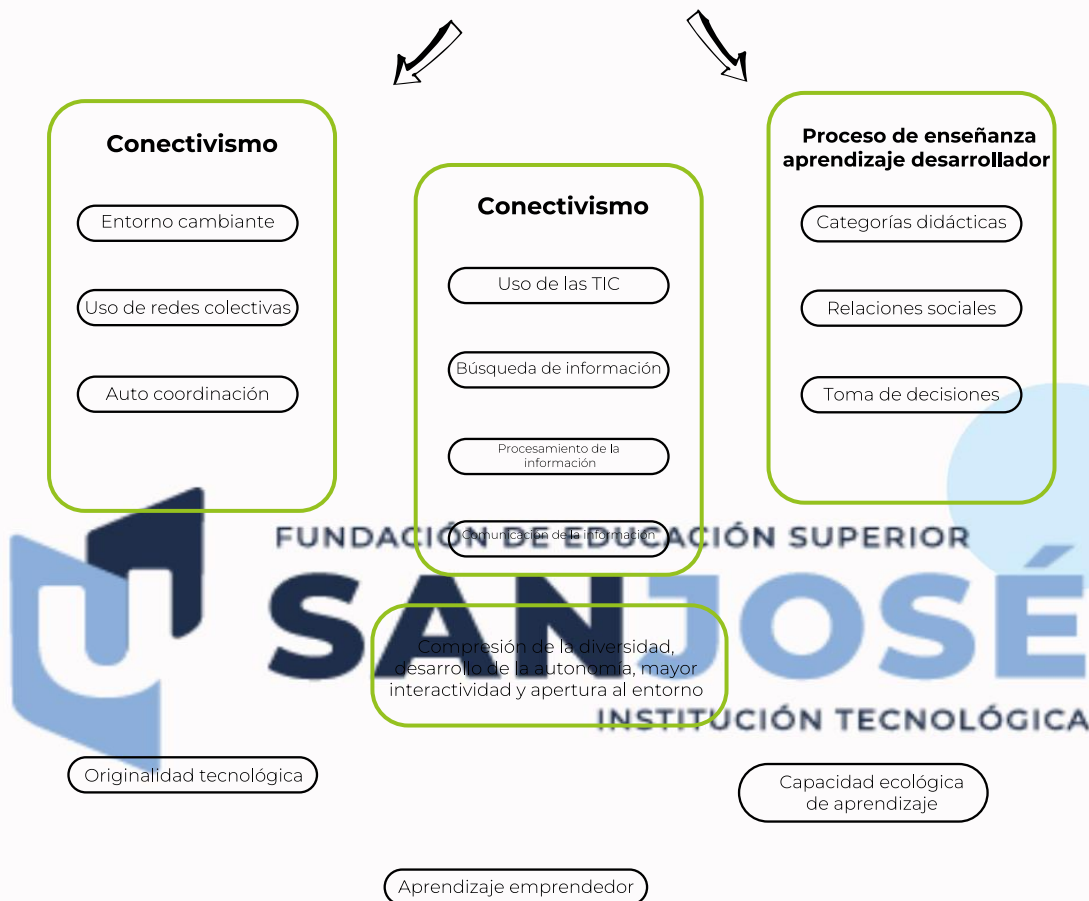 Conectivismo
Entorno cambiante
Uso de redes colectivas
Auto coordinación
Conectivismo
Uso de las TIC
Búsqueda de información
Procesamiento de la
información
Comunicación de la información
Proceso de enseñanza
aprendizaje desarrollador
Categorías didácticas
Relaciones sociales
Toma de decisiones
FUNDACIÓN DE EDUCACIÓN SUPERIOR
SANJOSÉ
INSTITUCIÓN TECNOLÓGICA
Compresión de la diversidad,
desarrollo de la autonomía, mayor
interactividad y apertura al entorno
Originalidad tecnológica
Capacidad ecológica
de aprendizaje
Aprendizaje emprendedor